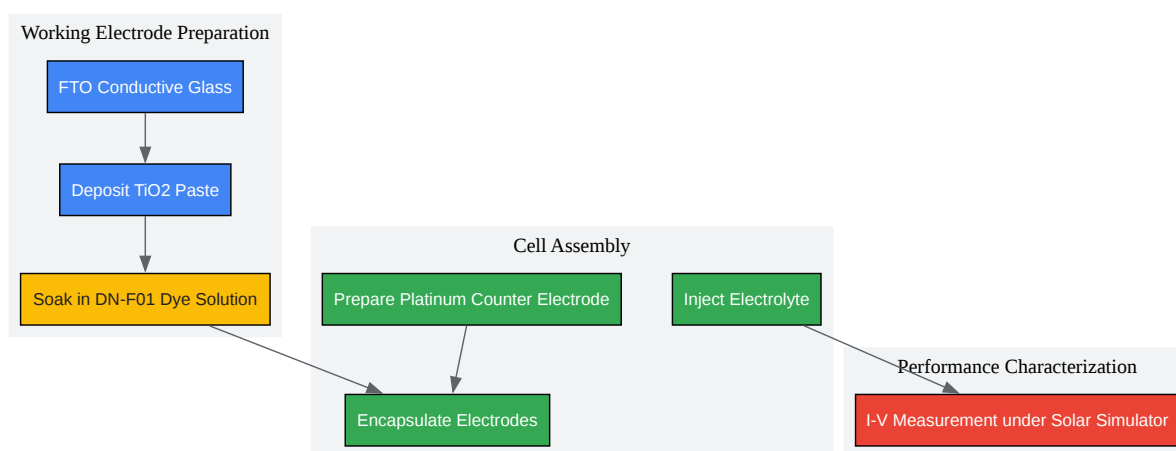 Working Electrode Preparation
FTO Conductive Glass
Deposit TiO2 Paste
Soak in DN-F01 Dye Solution
Cell Assembly
Prepare Platinum Counter Electrode
Inject Electrolyte
Encapsulate Electrodes
Performance Characterization
I-V Measurement under Solar Simulator